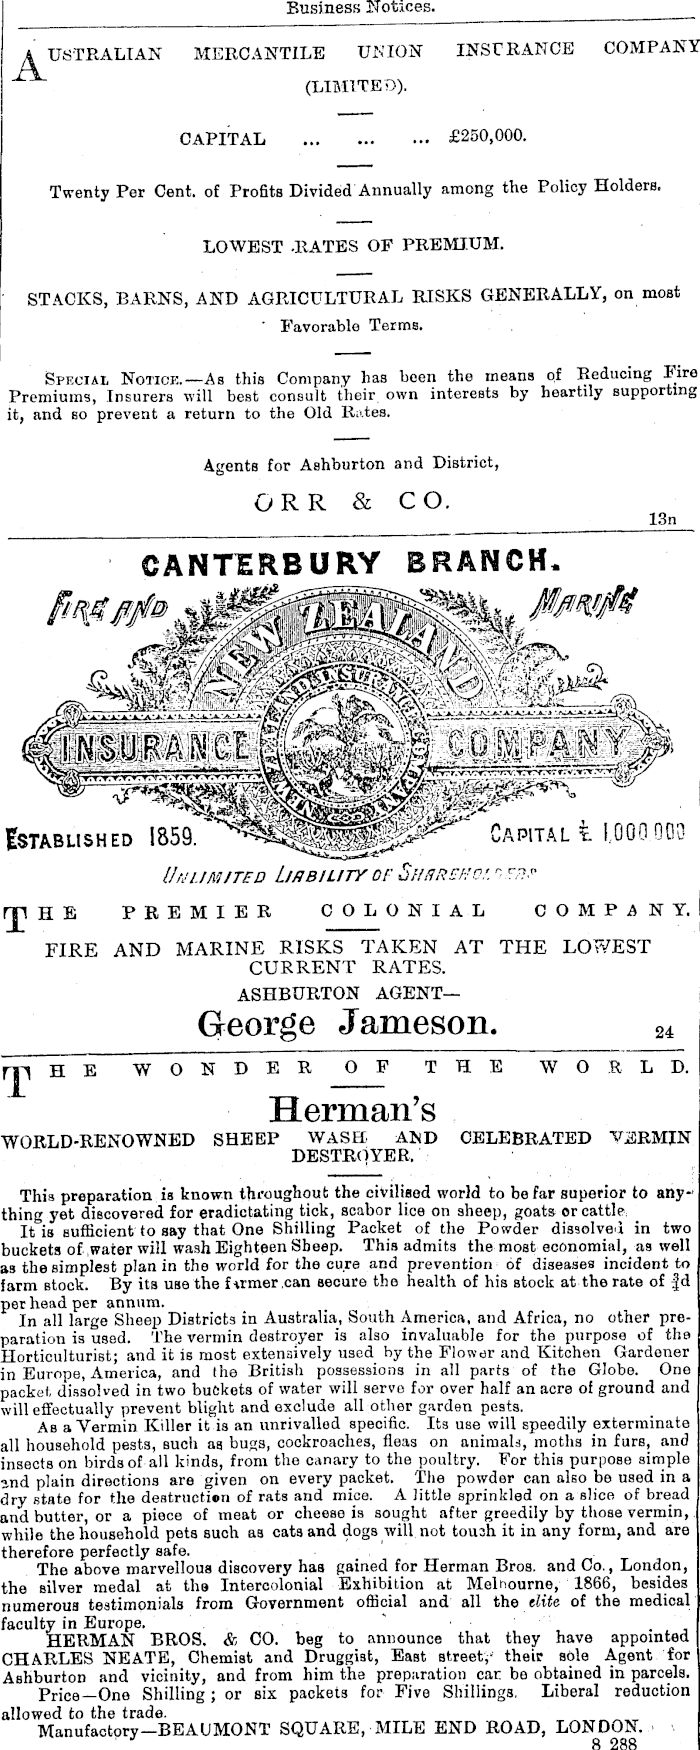 Business Notices.
AUSTRALIAN MERCANTILE UNION INSURANCE COMPANY
(LIMITED).
CAPITAL ... ... ... £250,000.
Twenty Per Cent. of Profits Divided Annually among the Policy Holders.
LOWEST RATES OF PREMIUM.
STACKS, BARNS, AND AGRICULTURAL RISKS GENERALLY, on most
Favorable Terms.
SPECIAL NOTICE.—As this Company has been the means of Reducing Fire
Premiums, Insurers will best consult their own interests by heartily supporting
it, and so prevent a return to the Old Rates.
Agents for Ashburton and District,
ORR & CO.
13n
CANTERBURY BRANCH.
FIRE AND MARINE
NEW ZEALAND
NEW ZEALAND INSURANCE COMPANY
INSURANCE COMPANY
ESTABLISHED 1859. CAPITAL £ 1,000 000
UNLIMITED LIABILITY OF SHAREHOLDERS
THE PREMIER COLONIAL COMPANY.
FIRE AND MARINE RISKS TAKEN AT THE LOWEST
CURRENT RATES.
ASHBURTON AGENT—
George Jameson.
24
THE WONDER OF THE WORLD.
Herman's
WORLD-RENOWNED SHEEP WASH AND CELEBRATED VERMIN
DESTROYER.
This preparation is known throughout the civilised world to be far superior to any-
thing yet discovered for eradictating tick, scabor lice on sheep, goats or cattle.
It is sufficient to say that One Shilling Packet of the Powder dissolved in two
buckets of water will wash Eighteen Sheep. This admits the most economial, as well
as the simplest plan in the world for the cure and prevention of diseases incident to
farm stock. By its use the farmer can secure the health of his stock at the rate of ¾d
per head per annum.
In all large Sheep Districts in Australia, South America, and Africa, no other pre-
paration is used. The vermin destroyer is also invaluable for the purpose of the
Horticulturist; and it is most extensively used by the Flower and Kitchen Gardener
in Europe, America, and the British possessions in all parts of the Globe. One
packet dissolved in two buckets of water will serve for over half an acre of ground and
will effectually prevent blight and exclude all other garden pests.
As a Vermin Killer it is an unrivalled specific. Its use will speedily exterminate
all household pests, such as bugs, cockroaches, fleas on animals, moths in furs, and
insects on birds of all kinds, from the canary to the poultry. For this purpose simple
and plain directions are given on every packet. The powder can also be used in a
dry state for the destruction of rats and mice. A little sprinkled on a slice of bread
and butter, or a piece of meat or cheese is sought after greedily by those vermin,
while the household pets such as cats and dogs will not touch it in any form, and are
therefore perfectly safe.
The above marvellous discovery has gained for Herman Bros. and Co., London,
the silver medal at the Intercolonial Exhibition at Melbourne, 1866, besides
numerous testimonials from Government official and all the elite of the medical
faculty in Europe.
HERMAN BROS. & CO. beg to announce that they have appointed
CHARLES NEATE, Chemist and Druggist, East street, their sole Agent for
Ashburton and vicinity, and from him the preparation can be obtained in parcels.
Price—One Shilling; or six packets for Five Shillings. Liberal reduction
allowed to the trade.
Manufactory—BEAUMONT SQUARE, MILE END ROAD, LONDON.
8 288